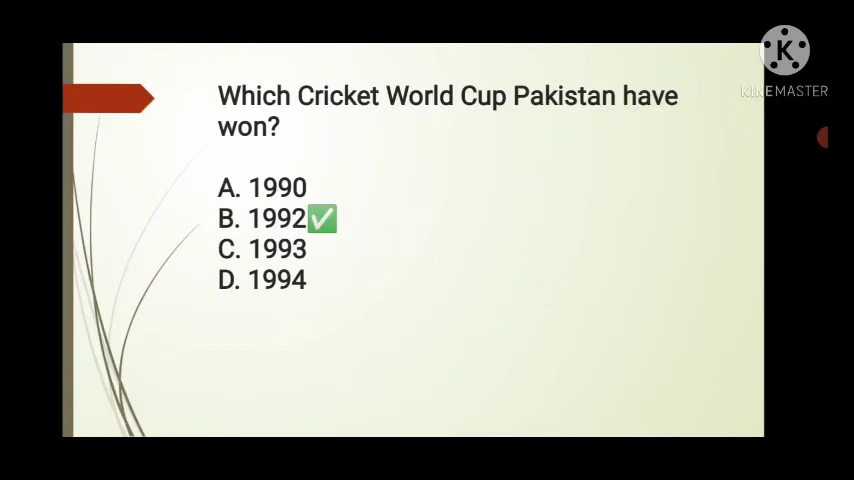 K
KINEMASTER
Which Cricket World Cup Pakistan have
won?
A. 1990
B. 1992✅
C. 1993
D. 1994